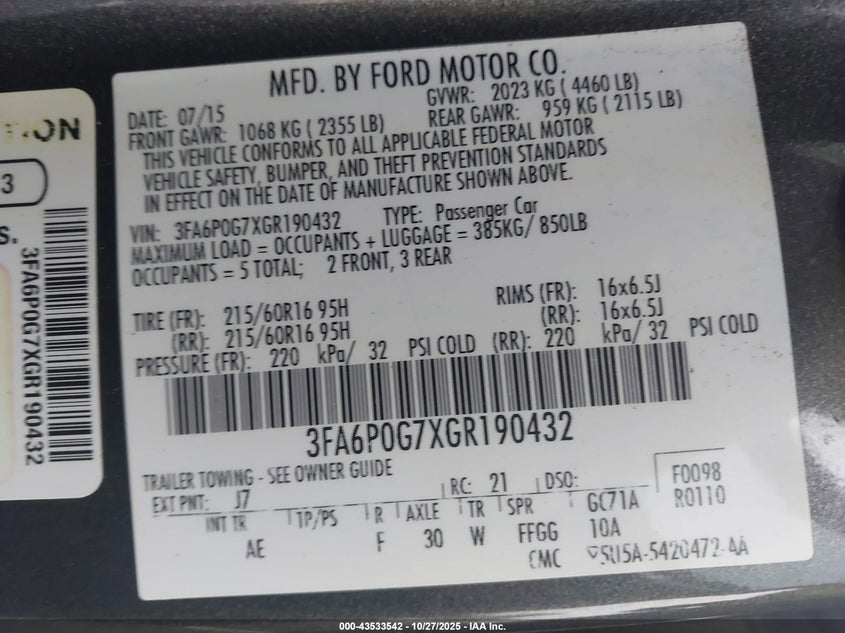 MFD. BY FORD MOTOR CO.
DATE: 07/15 GVWR: 2023 KG ( 4460 LB)
FRONT GAWR: 1068 KG ( 2355 LB) REAR GAWR: 959 KG ( 2115 LB)
THIS VEHICLE CONFORMS TO ALL APPLICABLE FEDERAL MOTOR
VEHICLE SAFETY, BUMPER, AND THEFT PREVENTION STANDARDS
IN EFFECT ON THE DATE OF MANUFACTURE SHOWN ABOVE.
VIN: 3FA6P0G7XGR190432 TYPE: Passenger Car
MAXIMUM LOAD = OCCUPANTS + LUGGAGE = 385KG/ 850LB
OCCUPANTS = 5 TOTAL; 2 FRONT, 3 REAR
TIRE (FR): 215/60R16 95H RIMS (FR): 16x6.5J
(RR): 215/60R16 95H (RR): 16x6.5J
PRESSURE (FR): 220 kPa/ 32 PSI COLD (RR): 220 kPa/ 32 PSI COLD
3FA6P0G7XGR190432
TRAILER TOWING - SEE OWNER GUIDE
EXT PNT: J7 RC: 21 DSO: F0098
INT TR TP/PS R AXLE TR SPR GC71A R0110
AE F 30 W FFGG 10A
CMC 5U5A-5420472-AA
TION
3
S.
3FA6P0G7XGR190432
000-43533542 - 10/27/2025 - IAA Inc.